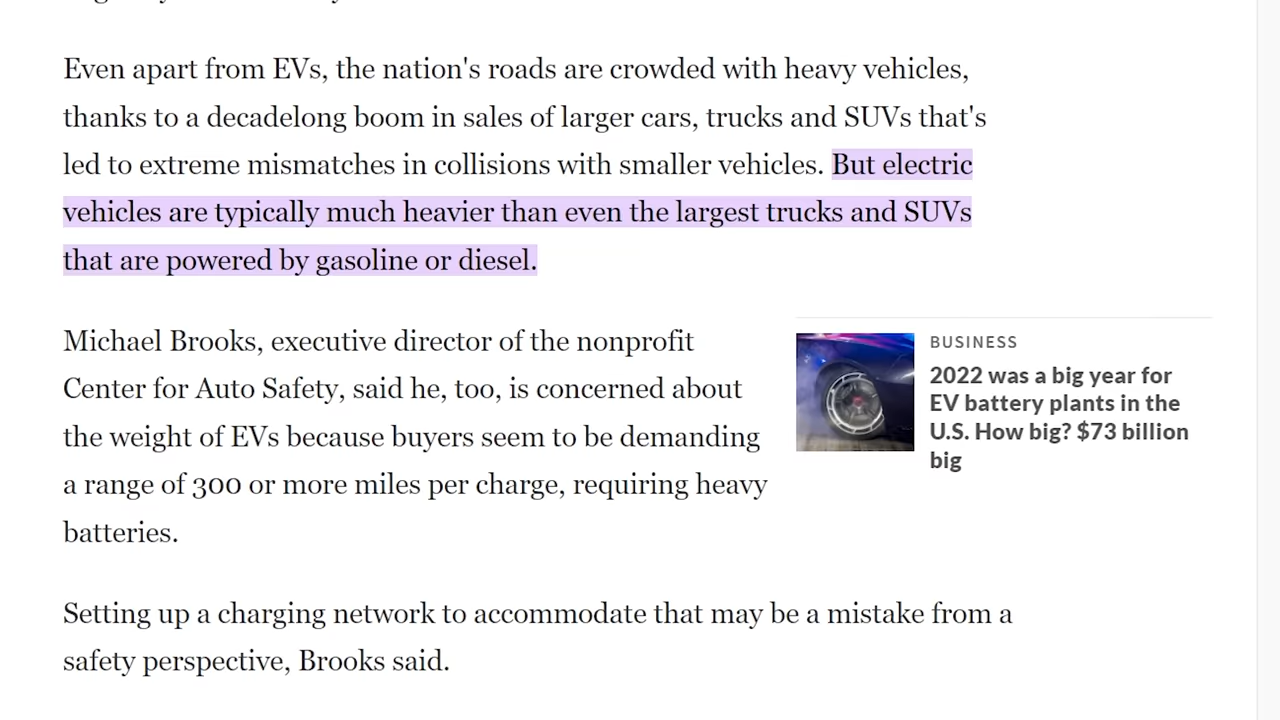 Even apart from EVs, the nation's roads are crowded with heavy vehicles,
thanks to a decadelong boom in sales of larger cars, trucks and SUVs that's
led to extreme mismatches in collisions with smaller vehicles. But electric
vehicles are typically much heavier than even the largest trucks and SUVs
that are powered by gasoline or diesel.
Michael Brooks, executive director of the nonprofit
Center for Auto Safety, said he, too, is concerned about
the weight of EVs because buyers seem to be demanding
a range of 300 or more miles per charge, requiring heavy
batteries.
BUSINESS
2022 was a big year for
EV battery plants in the
U.S. How big? $73 billion
big
Setting up a charging network to accommodate that may be a mistake from a
safety perspective, Brooks said.